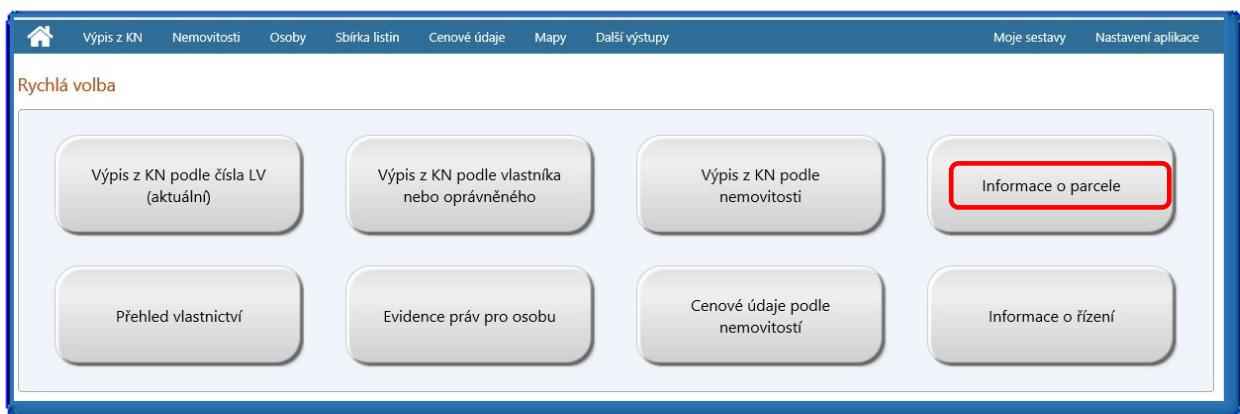 Výpis z KN Nemovitosti Osoby Sbírka listin Cenové údaje Mapy Další výstupy Moje sestavy Nastavení aplikace
Rychlá volba
Výpis z KN podle čísla LV
(aktuální)
Výpis z KN podle vlastníka
nebo oprávněného
Výpis z KN podle
nemovitosti
Informace o parcele
Přehled vlastnictví
Evidence práv pro osobu
Cenové údaje podle
nemovitostí
Informace o řízení